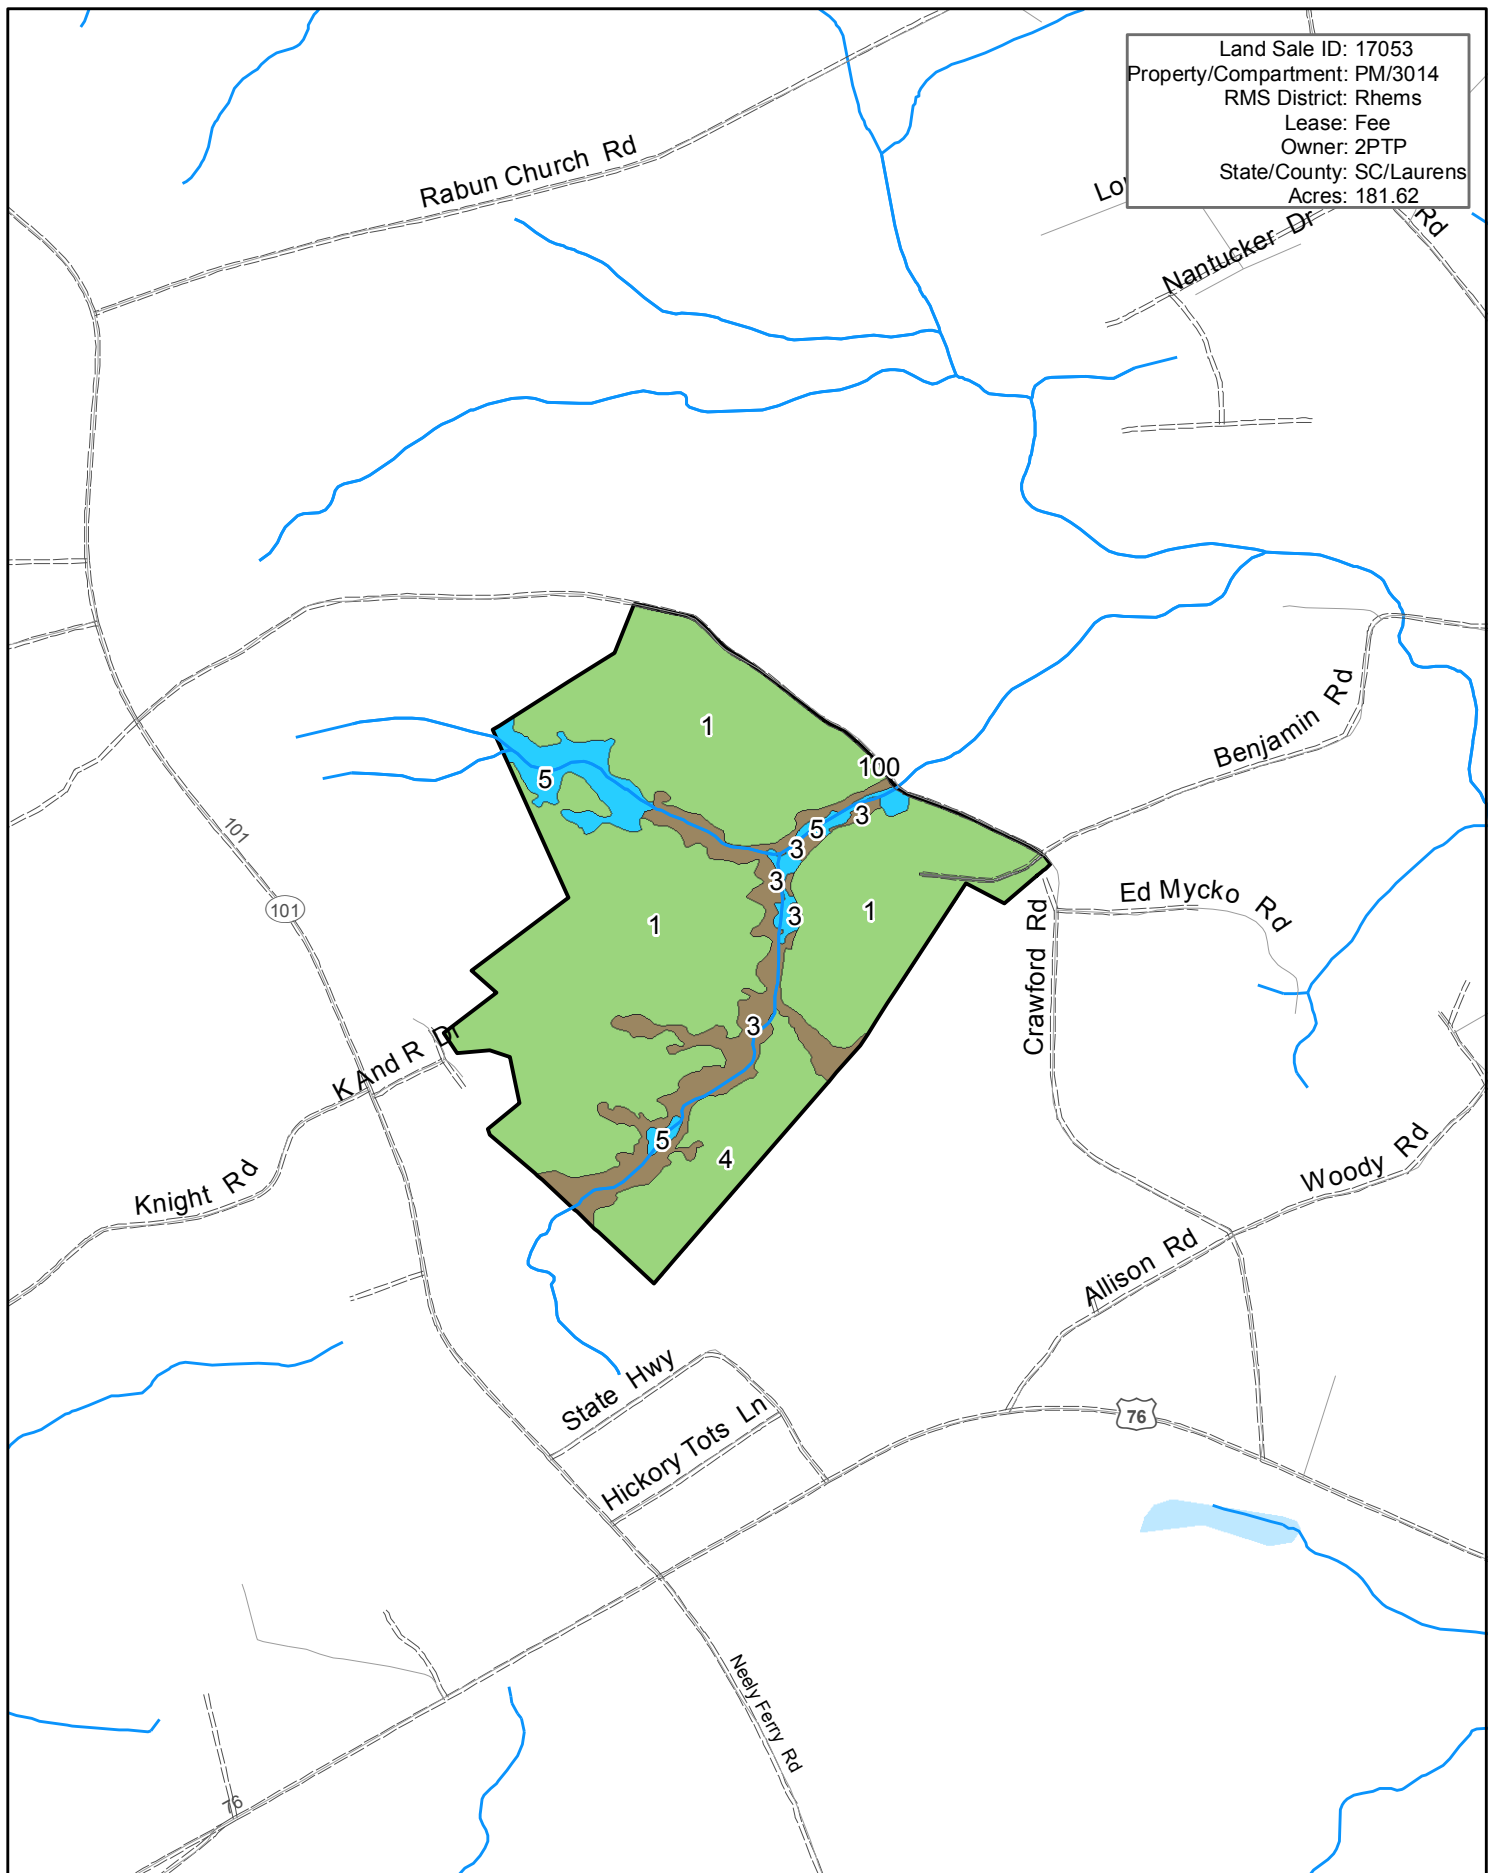 Land Sale ID: 17053
Property/Compartment: PM/3014
RMS District: Rhems
Lease: Fee
Owner: 2PTP
State/County: SC/Laurens
Acres: 181.62
Rabun Church Rd
Rd
Nantucker Dr
1
100
5
5
3
3
3
3
1
1
Benjamin Rd
101
101
Ed Mycko Rd
Crawford Rd
3
K And R Dr
5
4
Knight Rd
Woody Rd
Allison Rd
State Hwy
Hickory Tots Ln
76
Neely Ferry Rd
76